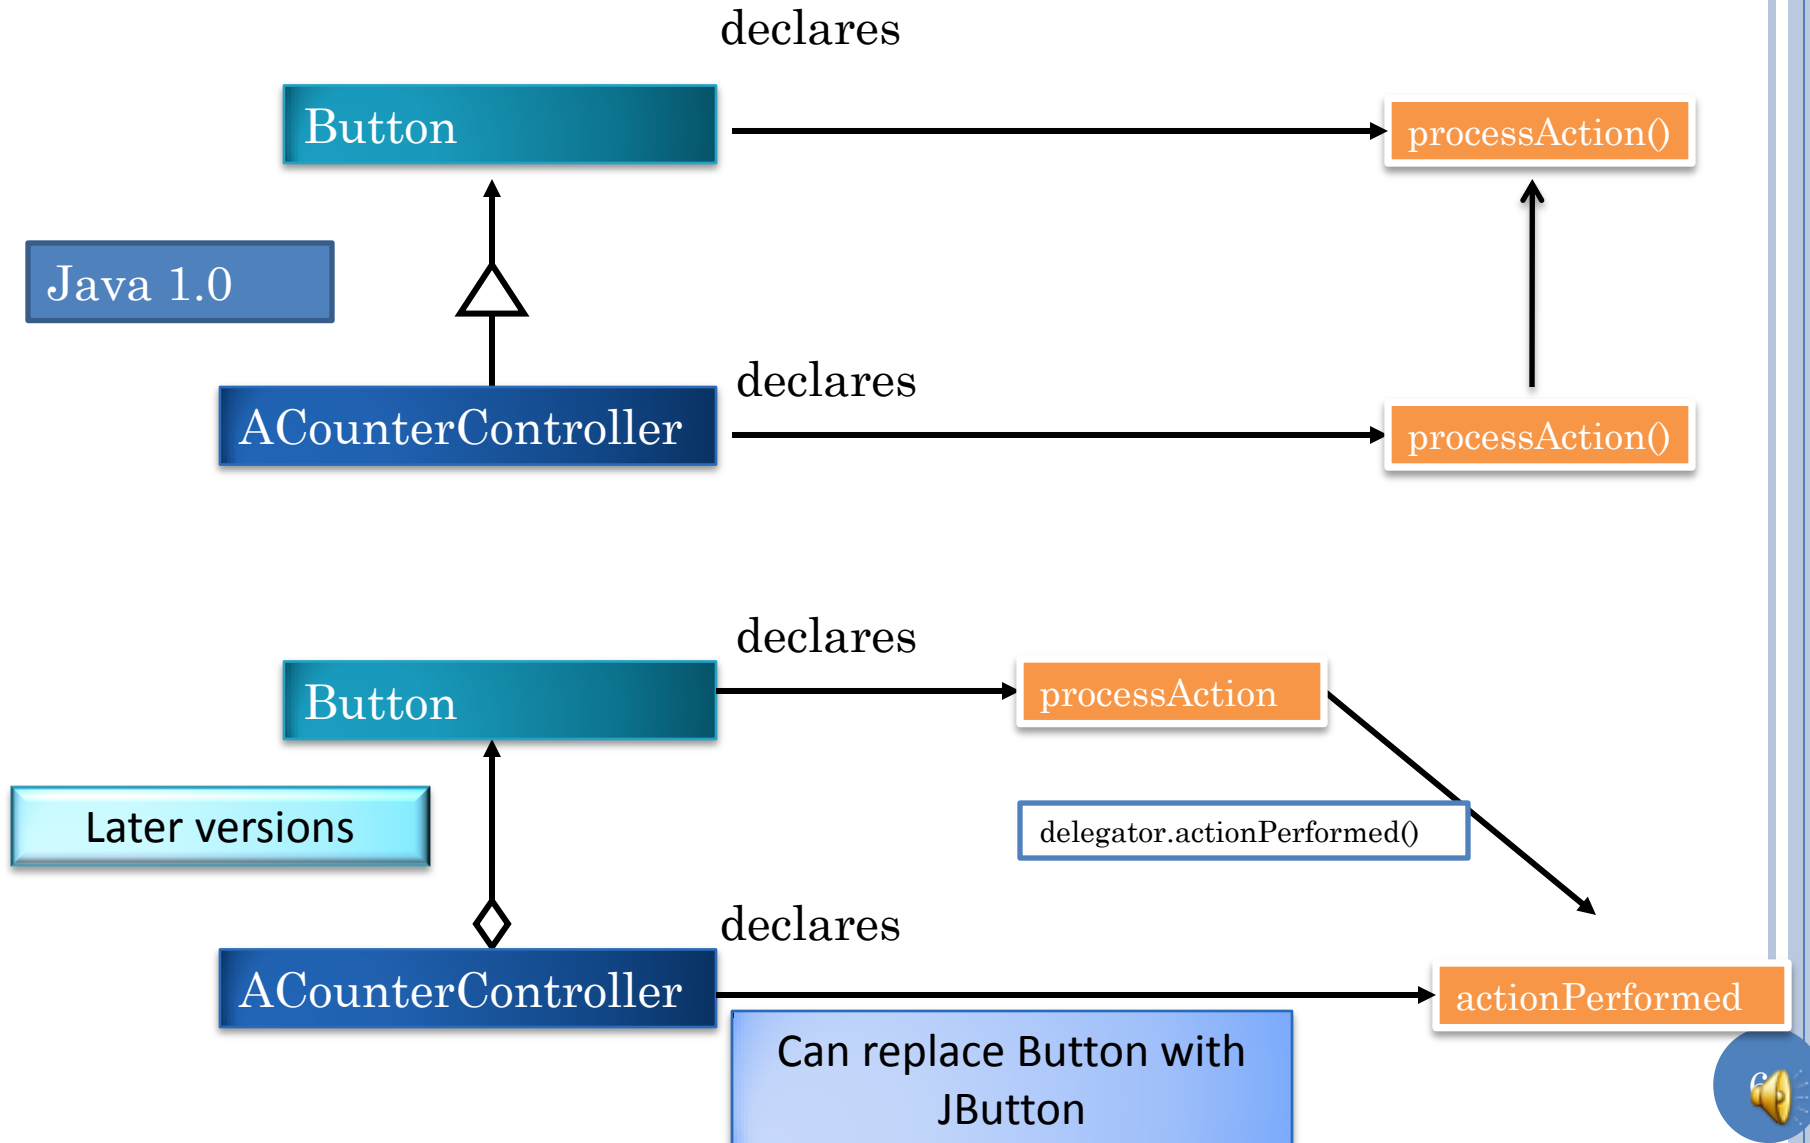 declares
Button
processAction()
Java 1.0
declares
ACounterController
processAction()
declares
Button
processAction
Later versions
delegator.actionPerformed()
declares
ACounterController
actionPerformed
Can replace Button with
JButton